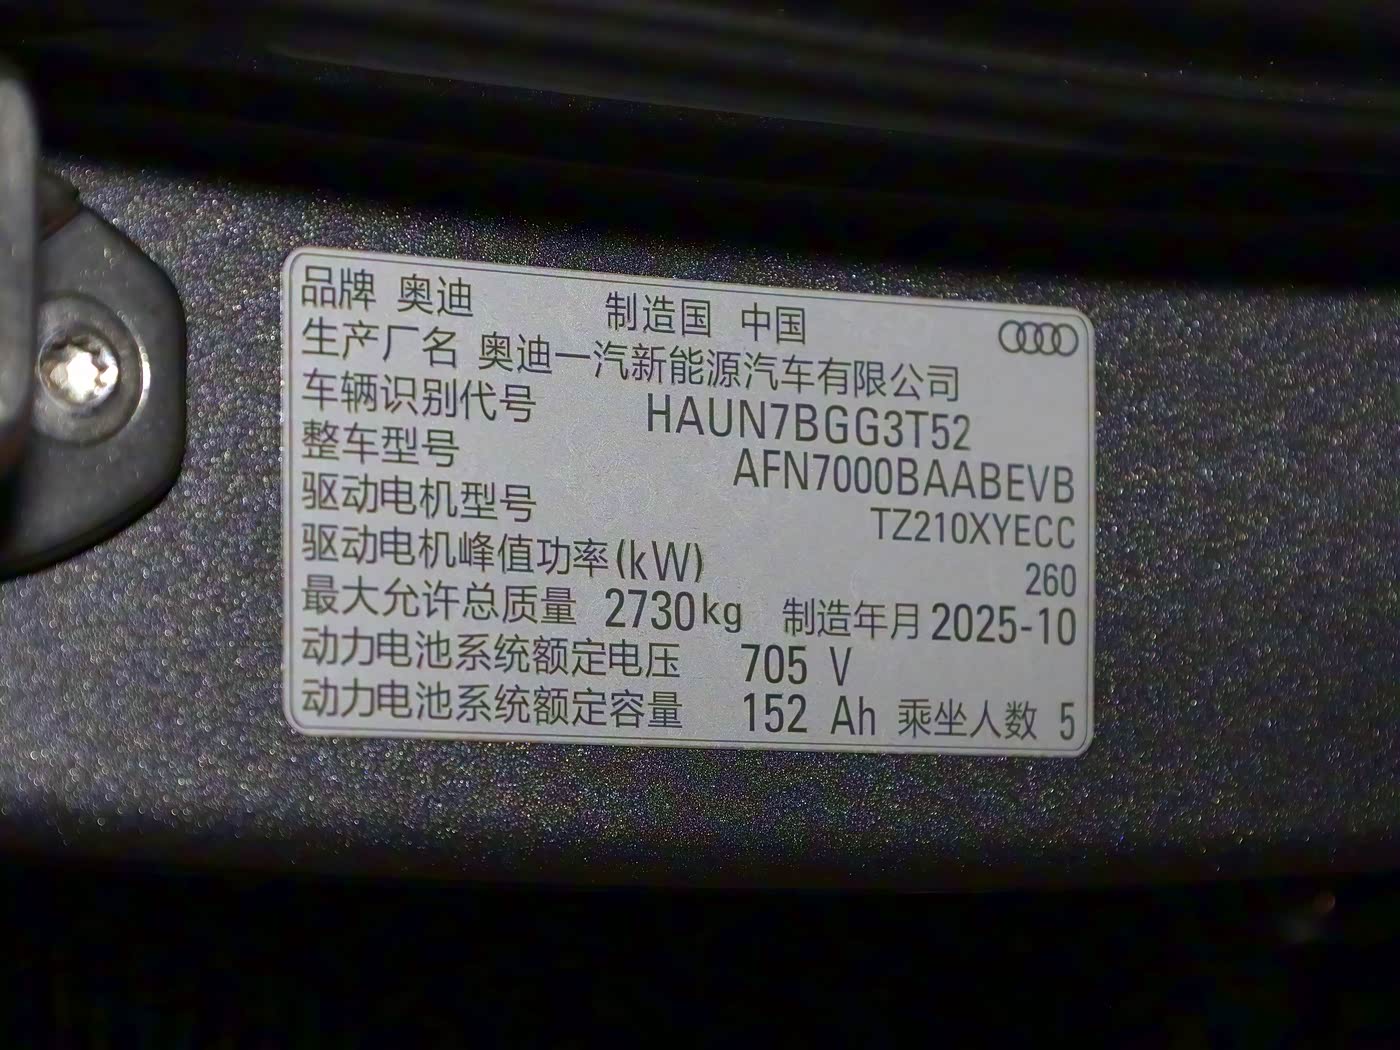 品牌 奥迪 制造国 中国
生产厂名 奥迪一汽新能源汽车有限公司
车辆识别代号 HAUN7BGG3T52
整车型号 AFN7000BAABEVB
驱动电机型号 TZ210XYECC
驱动电机峰值功率(kW) 260
最大允许总质量 2730kg 制造年月 2025-10
动力电池系统额定电压 705 V
动力电池系统额定容量 152 Ah 乘坐人数 5